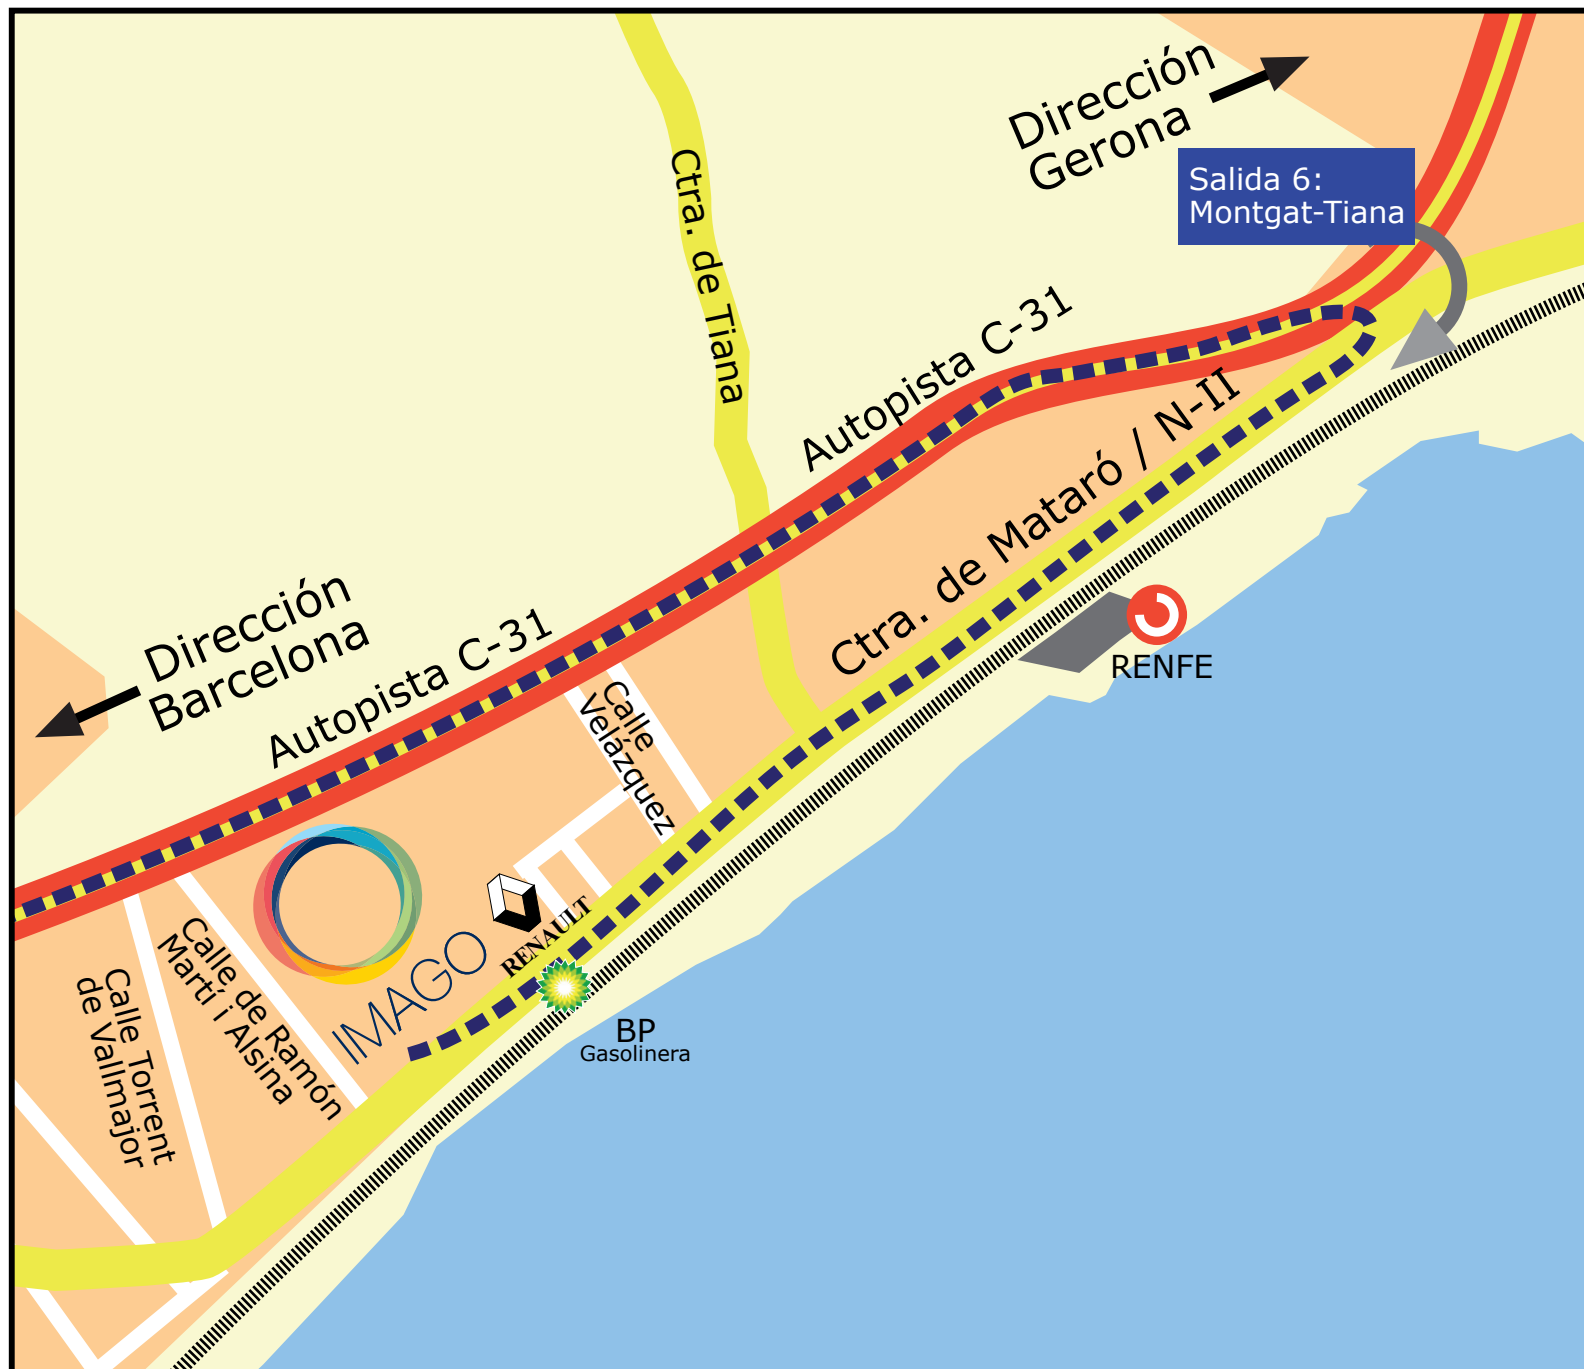 Dirección
Gerona
Salida 6:
Montgat-Tiana
Ctra. de Tiana
Autopista C-31
Ctra. de Mataró / N-II
Dirección
Barcelona
Autopista C-31
RENFE
Calle
Velázquez
RENAULT
IMAGO
BP
Gasolinera
Calle de Ramón
Martí i Alsina
Calle Torrent
de Vallmajor